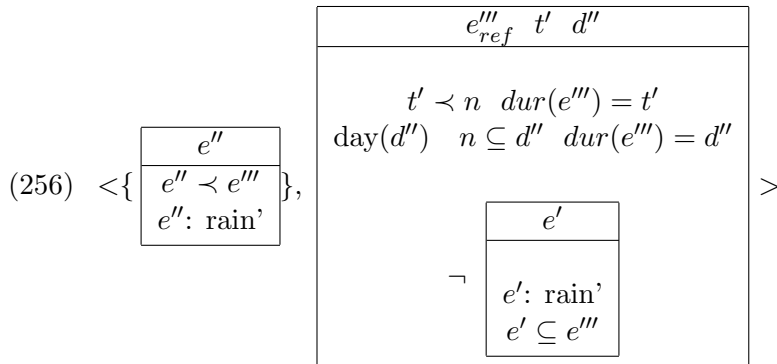 e‴ref t′ d″
t′ ≺ n dur(e‴) = t′
day(d″) n ⊆ d″ dur(e‴) = d″
(256) <{ e″ }, >
e″ ≺ e‴
e″: rain’
¬ e′
e′: rain’
e′ ⊆ e‴